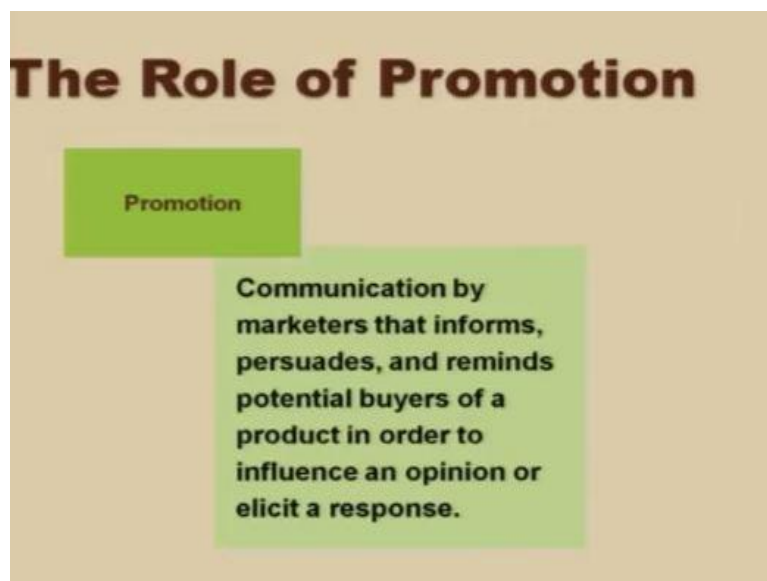 The Role of Promotion
Promotion
Communication by
marketers that informs,
persuades, and reminds
potential buyers of a
product in order to
influence an opinion or
elicit a response.